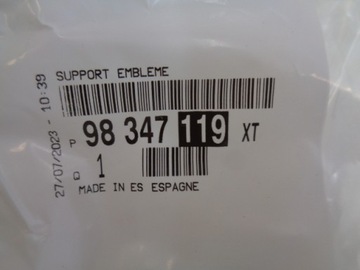 SUPPORT EMBLEME
P 98 347 119 XT
Q 1
MADE IN ES ESPAGNE
27/07/2023 - 10:39